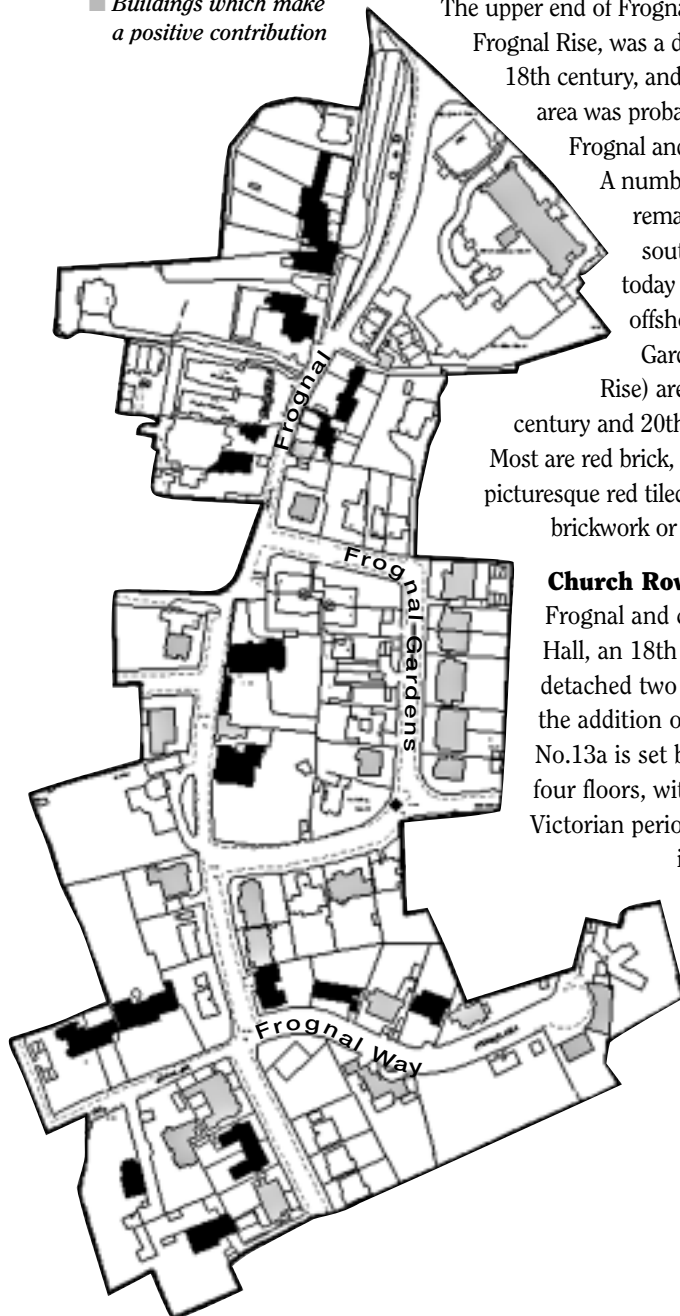 Buildings which make
a positive contribution
The upper end of Frogna
Frognal Rise, was a d
18th century, and
area was proba
Frognal and
A numb
rema
sout
today
offsho
Gard
Rise) are
century and 20th
Most are red brick,
picturesque red tiled
brickwork or
Church Row
Frognal and
Hall, an 18th
detached two
the addition o
No.13a is set b
four floors, wit
Victorian perio
i
Frognal
Frognal Gardens
Frognal Way